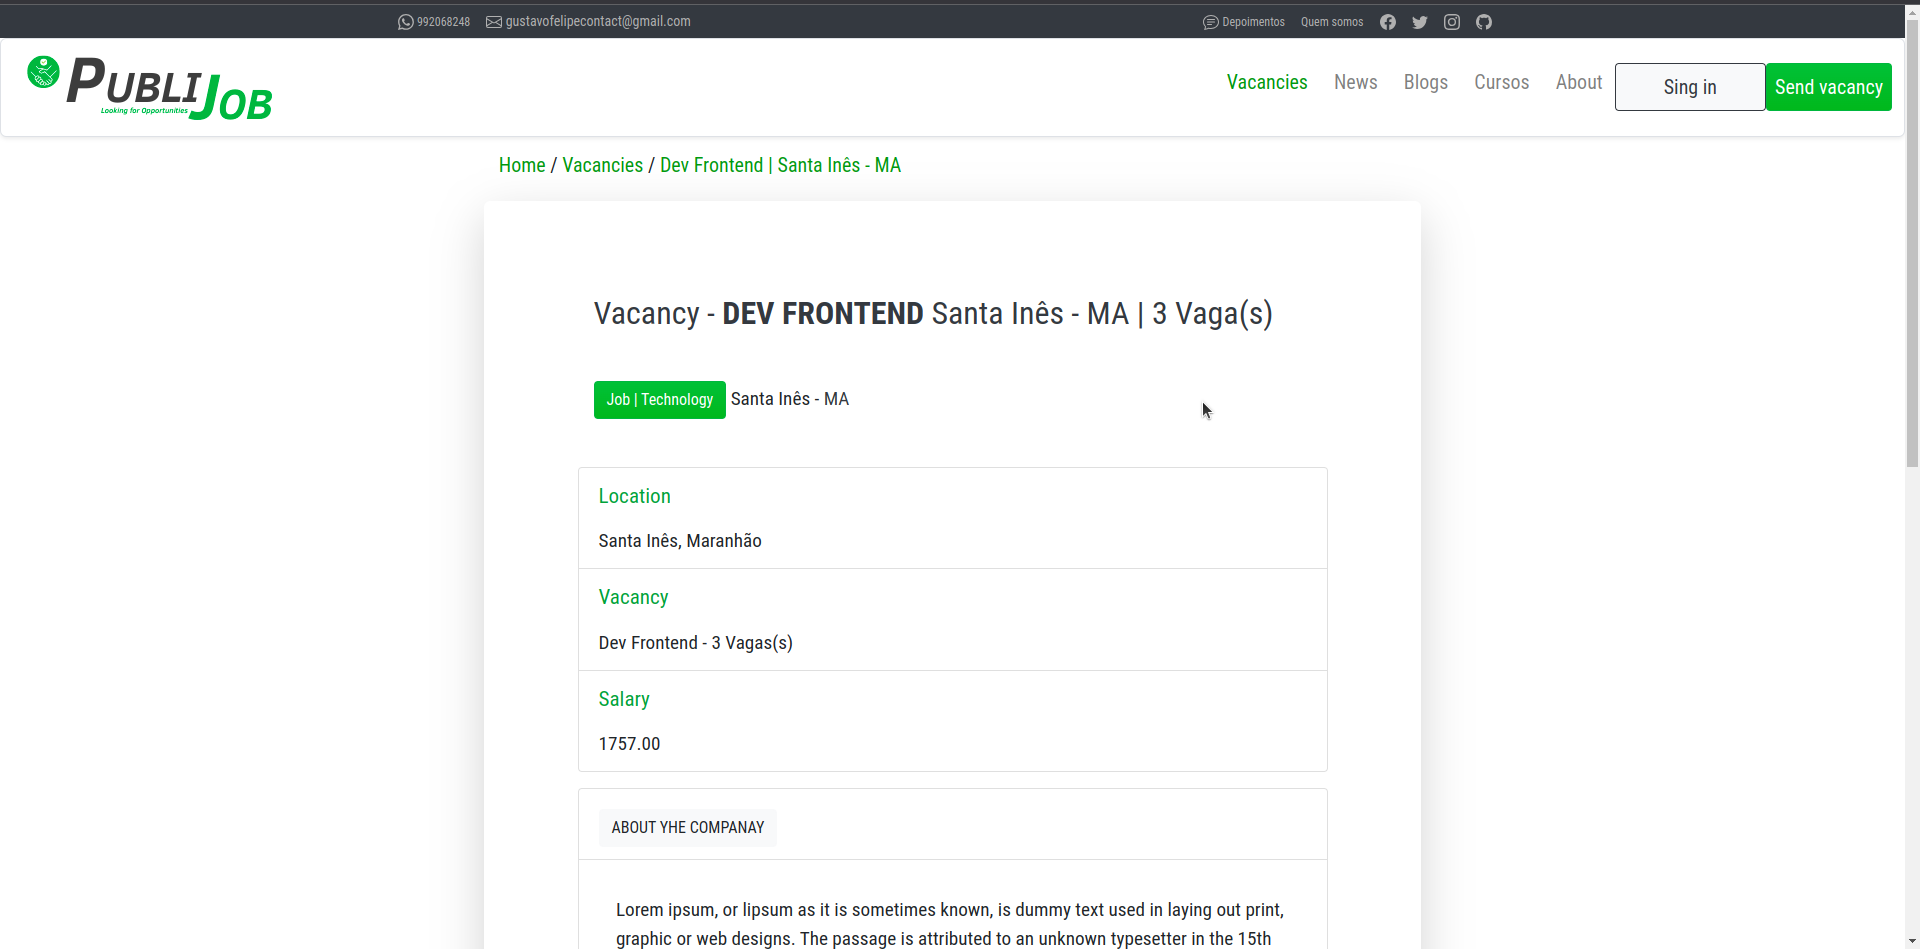 992068248 gustavofelipecontact@gmail.com Depoimentos Quem somos
PUBLIJOB
Looking for Opportunities
Vacancies News Blogs Cursos About Sing in Send vacancy
Home / Vacancies / Dev Frontend | Santa Inês - MA
Vacancy - DEV FRONTEND Santa Inês - MA | 3 Vaga(s)
Job | Technology Santa Inês - MA
Location
Santa Inês, Maranhão
Vacancy
Dev Frontend - 3 Vagas(s)
Salary
1757.00
ABOUT YHE COMPANAY
Lorem ipsum, or lipsum as it is sometimes known, is dummy text used in laying out print,
graphic or web designs. The passage is attributed to an unknown typesetter in the 15th